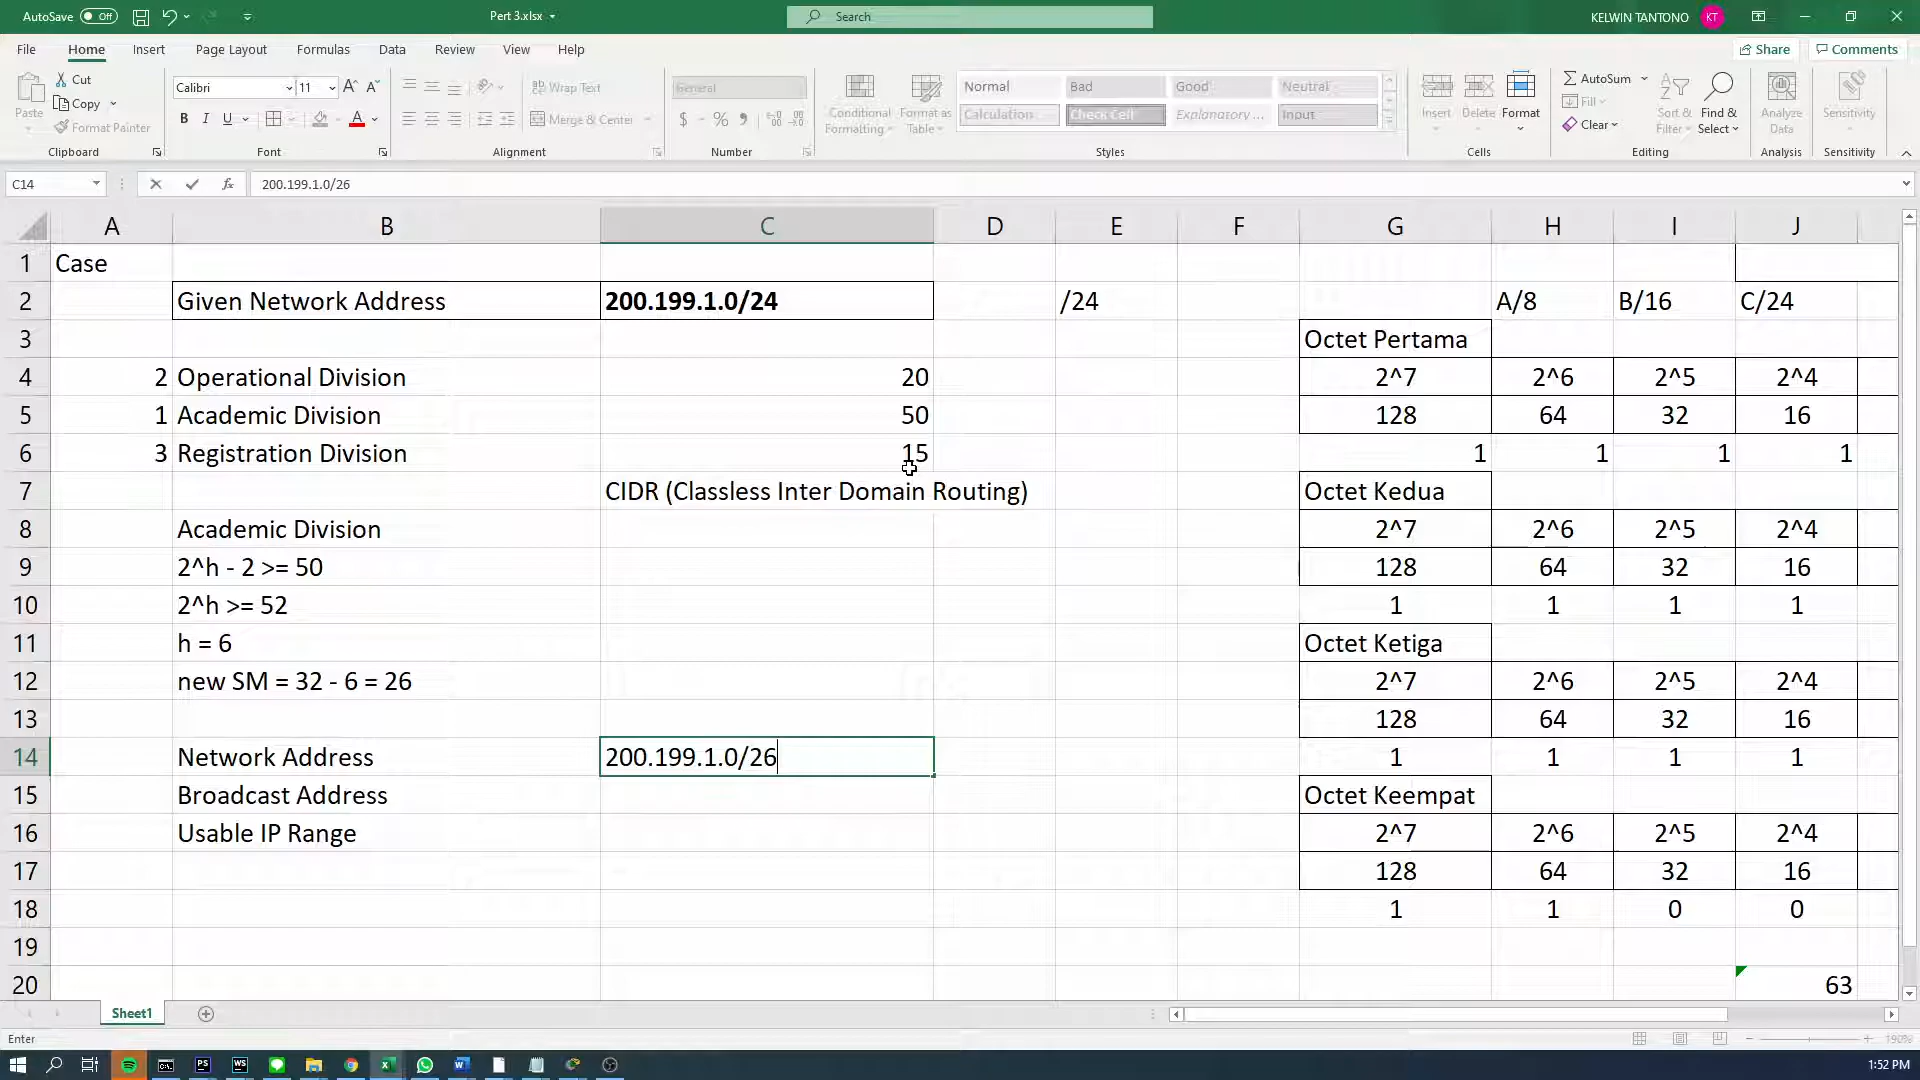 AutoSave Off
Part 3.xlsx
Search
KELWIN TANTONO KT
File Home Insert Page Layout Formulas Data Review View Help
Share Comments
Paste
Cut
Copy
Format Painter
Clipboard
Calibri 11
B I U
Font
Wrap Text
Merge & Center
Alignment
General
Number
Conditional Formatting
Format as Table
Normal Bad Good Neutral
Calculation Check Cell Explanatory ... Input
Styles
Insert Delete Format
Cells
AutoSum
Fill
Clear
Sort & Filter
Find & Select
Editing
Analyze Data
Analysis
Sensitivity
Sensitivity
C14 fx 200.199.1.0/26
A B C D E F G H I J
1 Case
2 Given Network Address 200.199.1.0/24 /24 A/8 B/16 C/24
3 Octet Pertama
4 2 Operational Division 20 2^7 2^6 2^5 2^4
5 1 Academic Division 50 128 64 32 16
6 3 Registration Division 15 1 1 1 1
7 CIDR (Classless Inter Domain Routing) Octet Kedua
8 Academic Division 2^7 2^6 2^5 2^4
9 2^h - 2 >= 50 128 64 32 16
10 2^h >= 52 1 1 1 1
11 h = 6 Octet Ketiga
12 new SM = 32 - 6 = 26 2^7 2^6 2^5 2^4
13 128 64 32 16
14 Network Address 200.199.1.0/26 1 1 1 1
15 Broadcast Address Octet Keempat
16 Usable IP Range 2^7 2^6 2^5 2^4
17 128 64 32 16
18 1 1 0 0
19
20 63
Sheet1
Enter
190%
1:52 PM